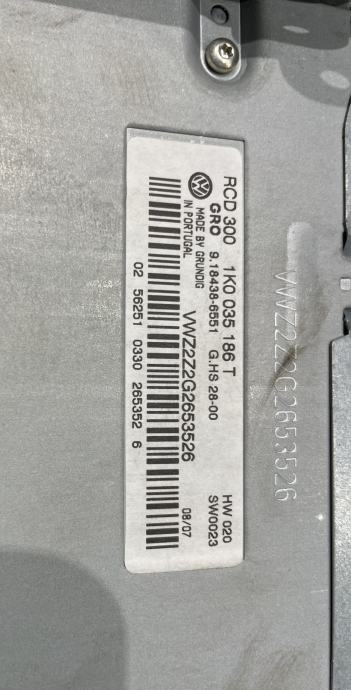 RCD 300 1K0 035 186 T HW 020
GRO 9.18438-6551 G.HS 28-00 SW0023
MADE BY GRUNDIG
IN PORTUGAL
VWZ2Z2G2653526
08/07
02 56251 0330 265352 6
VWZ2Z2G2653526